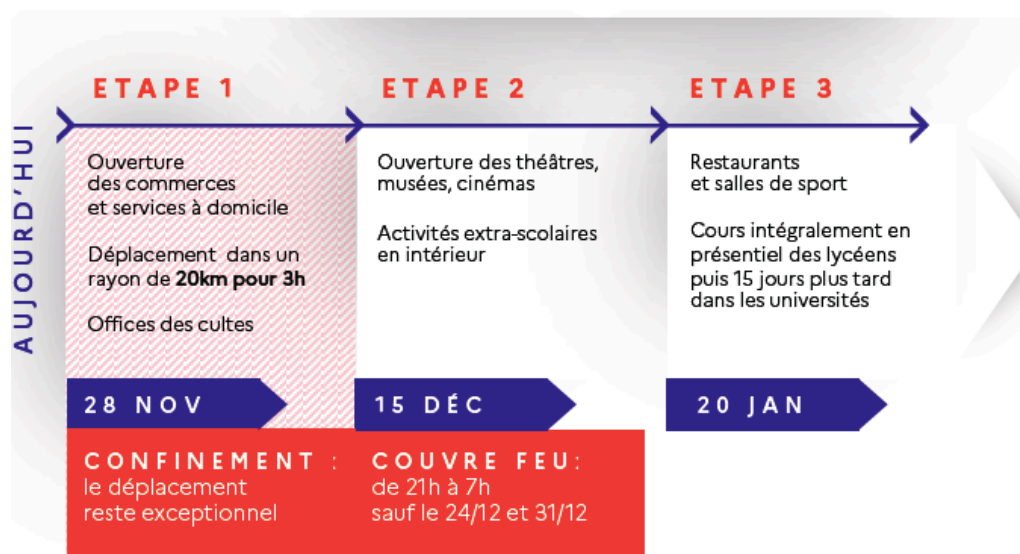 AUJOURD'HUI
ETAPE 1
Ouverture
des commerces
et services à domicile
Déplacement dans un
rayon de 20km pour 3h
Offices des cultes
28 NOV
CONFINEMENT :
le déplacement
reste exceptionnel
ETAPE 2
Ouverture des théâtres,
musées, cinémas
Activités extra-scolaires
en intérieur
15 DÉC
COUVRE FEU:
de 21h à 7h
sauf le 24/12 et 31/12
ETAPE 3
Restaurants
et salles de sport
Cours intégralement en
présentiel des lycéens
puis 15 jours plus tard
dans les universités
20 JAN